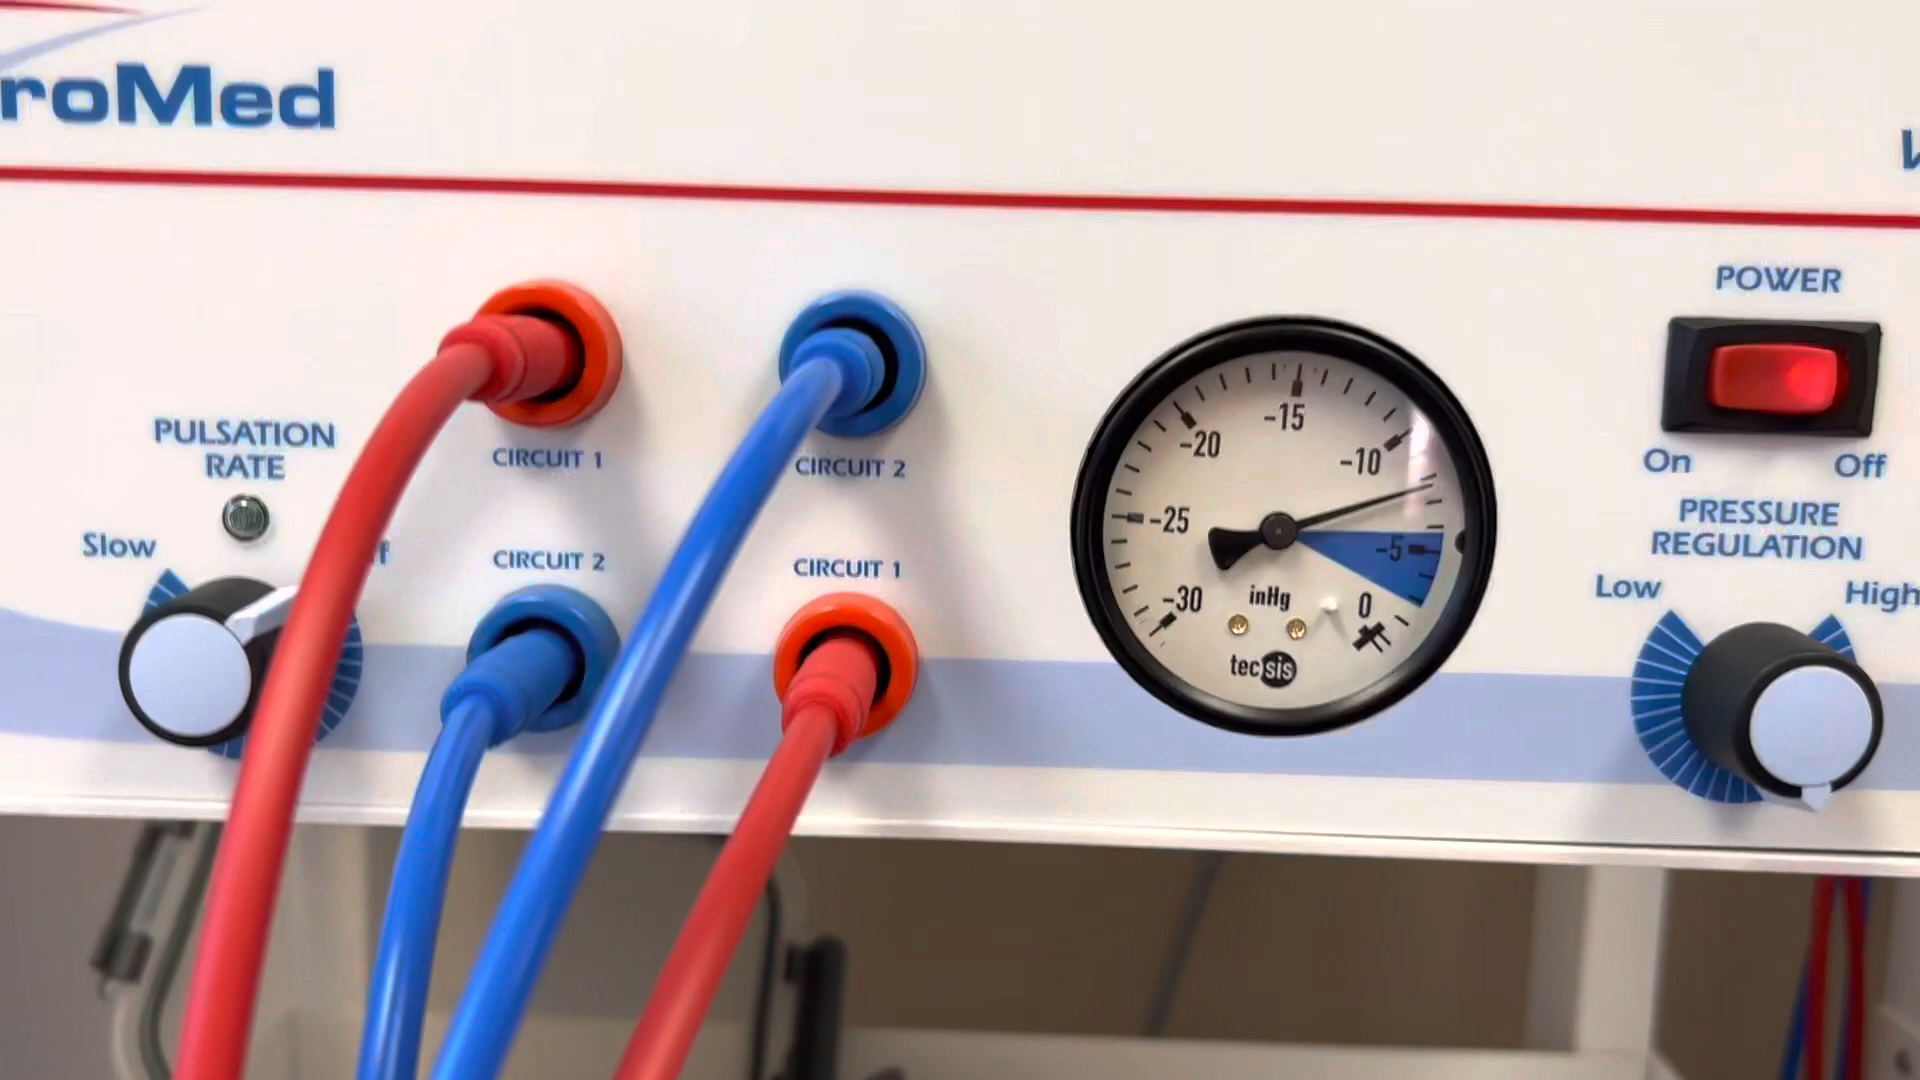 roMed
POWER
On
Off
PULSATION
RATE
Slow
CIRCUIT 1
CIRCUIT 2
CIRCUIT 2
CIRCUIT 1
-15
-20
-10
-25
-5
-30
inHg
0
tecsis
PRESSURE
REGULATION
Low
High